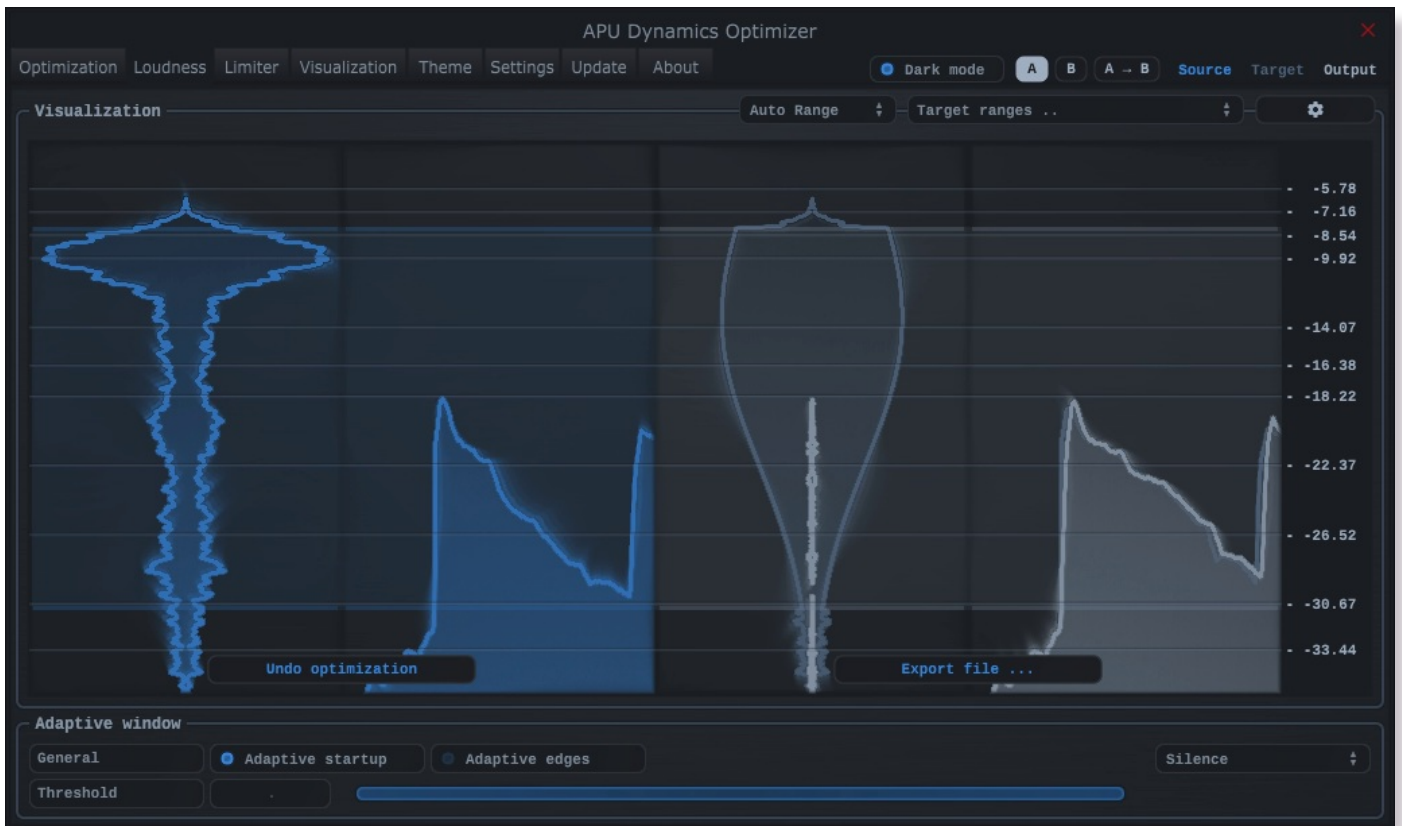 APU Dynamics Optimizer
Optimization Loudness Limiter Visualization Theme Settings Update About Dark mode A B A → B Source Target Output
Visualization Auto Range Target ranges ..
- -5.78
- -7.16
- -8.54
- -9.92
- -14.07
- -16.38
- -18.22
- -22.37
- -26.52
- -30.67
- -33.44
Undo optimization Export file ...
Adaptive window
General Adaptive startup Adaptive edges Silence
Threshold .